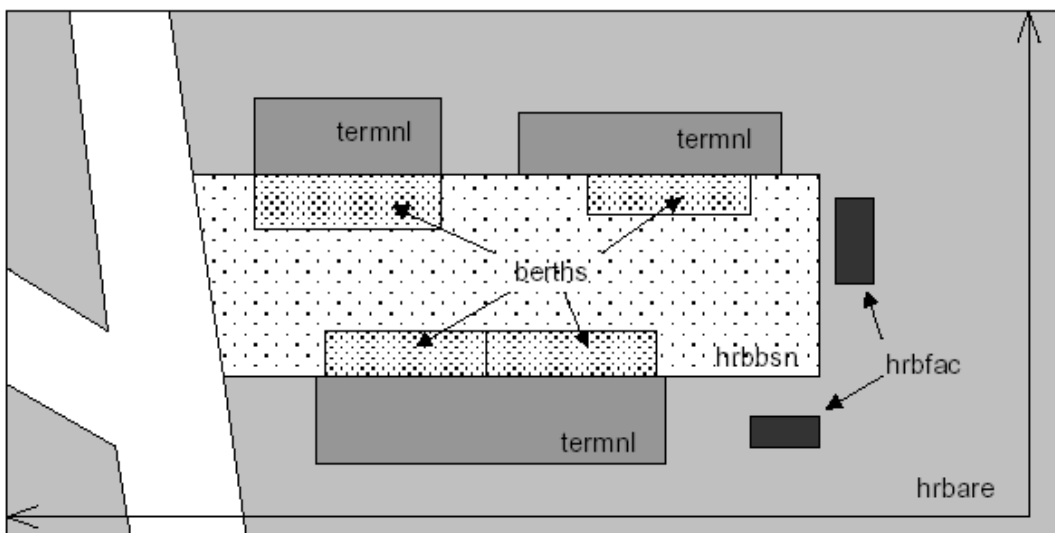 termnl
termnl
berths
hrbbsn
hrbfac
termnl
hrbare